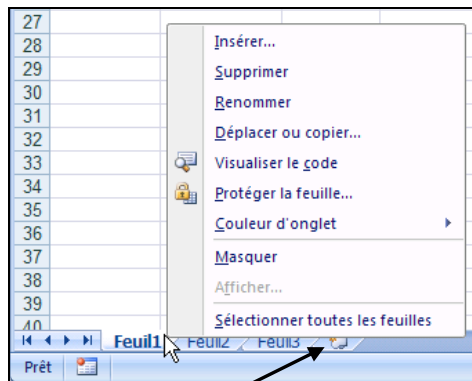 27
28
29
30
31
32
33
34
35
36
37
38
39
40
Insérer...
Supprimer
Renommer
Déplacer ou copier...
Visualiser le code
Protéger la feuille...
Couleur d'onglet
Masquer
Afficher...
Sélectionner toutes les feuilles
Feuil1 Feuil2 Feuil3
Prêt